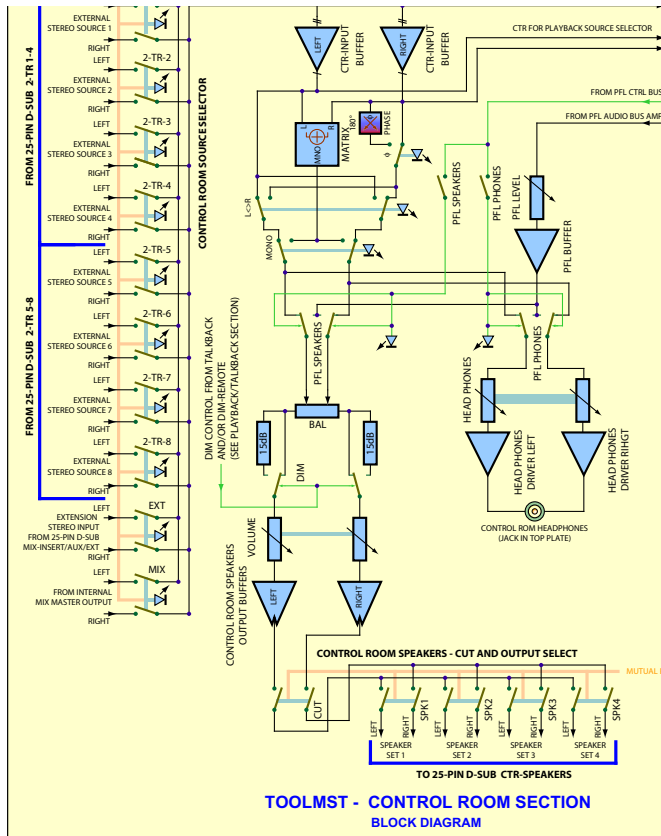 EXTERNAL
STEREO SOURCE 1
RIGHT
LEFT
2-TR-2
EXTERNAL
STEREO SOURCE 2
RIGHT
LEFT
2-TR-3
EXTERNAL
STEREO SOURCE 3
RIGHT
LEFT
2-TR-4
EXTERNAL
STEREO SOURCE 4
RIGHT
LEFT
2-TR-5
EXTERNAL
STEREO SOURCE 5
RIGHT
LEFT
2-TR-6
EXTERNAL
STEREO SOURCE 6
RIGHT
LEFT
2-TR-7
EXTERNAL
STEREO SOURCE 7
RIGHT
LEFT
2-TR-8
EXTERNAL
STEREO SOURCE 8
RIGHT
LEFT
EXT
EXTENSION
STEREO INPUT
FROM 25-PIN D-SUB
MIX-INSERT/AUX/EXT
RIGHT
LEFT
MIX
FROM INTERNAL
MIX MASTER OUTPUT
RIGHT
FROM 25-PIN D-SUB 2-TR 1-4
FROM 25-PIN D-SUB 2-TR 5-8
CONTROL ROOM SOURCE SELECTOR
LEFT
CTR-INPUT
BUFFER
RIGHT
CTR-INPUT
BUFFER
CTR FOR PLAYBACK SOURCE SELECTOR
FROM PFL CTRL BUS
FROM PFL AUDIO BUS AMP
L
R
MNO
MATRIX
180°
Φ
PHASE
Φ
L<>R
MONO
PFL SPEAKERS
PFL PHONES
PFL LEVEL
PFL BUFFER
PFL SPEAKERS
PFL PHONES
DIM CONTROL FROM TALKBACK
AND/OR DIM-REMOTE
(SEE PLAYBACK/TALKBACK SECTION)
BAL
15dB
15dB
DIM
HEAD PHONES
HEAD PHONES
HEAD PHONES
DRIVER LEFT
HEAD PHONES
DRIVER RIHGT
CONTROL ROM HEADPHONES
(JACK IN TOP PLATE)
VOLUME
CONTROL ROOM SPEAKERS
OUTPUT BUFFERS
LEFT
RIGHT
CONTROL ROOM SPEAKERS - CUT AND OUTPUT SELECT
CUT
SPK1
SPK2
SPK3
SPK4
LEFT
RIGHT
LEFT
RIGHT
LEFT
RIGHT
LEFT
RIGHT
SPEAKER
SET 1
SPEAKER
SET 2
SPEAKER
SET 3
SPEAKER
SET 4
MUTUAL
TO 25-PIN D-SUB CTR-SPEAKERS
TOOLMST - CONTROL ROOM SECTION
BLOCK DIAGRAM